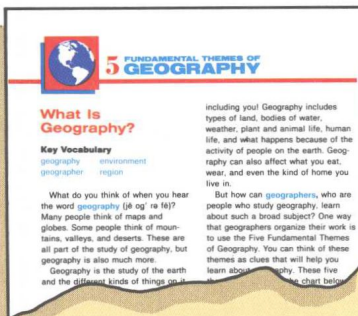 5 FUNDAMENTAL THEMES OF
GEOGRAPHY
What Is
Geography?
Key Vocabulary
geography environment
geographer region
What do you think of when you hear
the word geography (jē og′ rə fē)?
Many people think of maps and
globes. Some people think of moun-
tains, valleys, and deserts. These are
all part of the study of geography, but
geography is also much more.
Geography is the study of the earth
and the different kinds of things on it
including you! Geography includes
types of land, bodies of water,
weather, plant and animal life, human
life, and what happens because of the
activity of people on the earth. Geog-
raphy can also affect what you eat,
wear, and even the kind of home you
live in.
But how can geographers, who are
people who study geography, learn
about such a broad subject? One way
that geographers organize their work is
to use the Five Fundamental Themes
of Geography. You can think of these
themes as clues that will help you
learn about These five
chart below